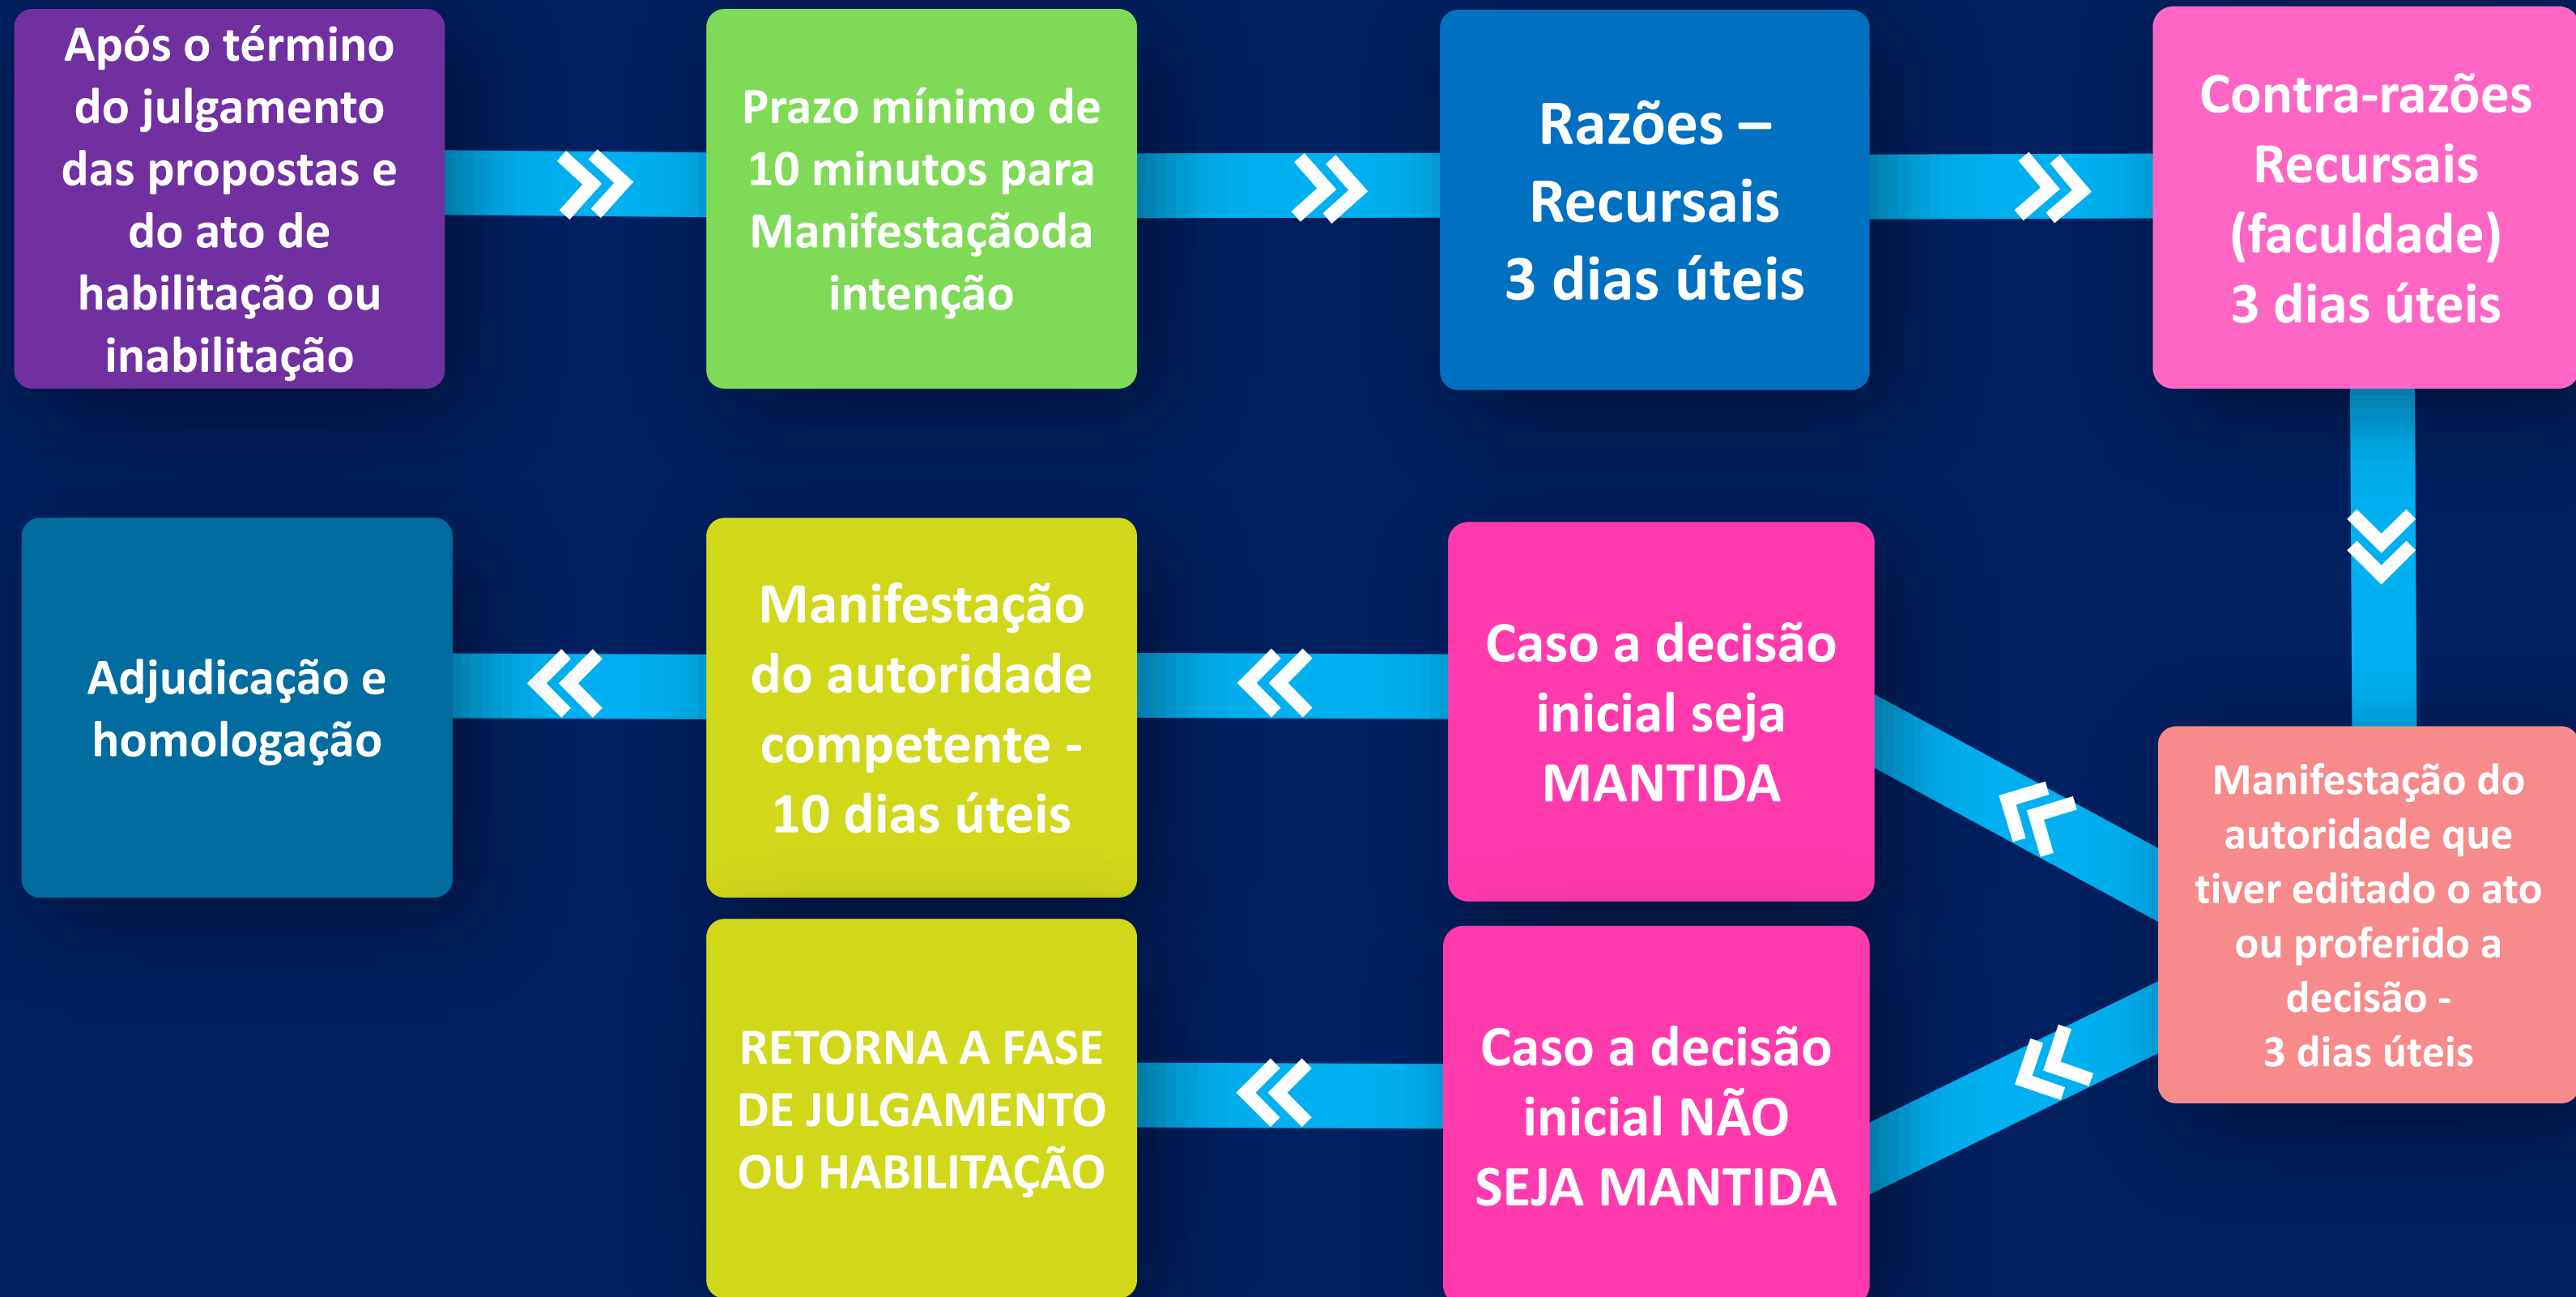 Após o término
do julgamento
das propostas e
do ato de
habilitação ou
inabilitação
Prazo mínimo de
10 minutos para
Manifestaçãoda
intenção
Razões –
Recursais
3 dias úteis
Contra-razões
Recursais
(faculdade)
3 dias úteis
Manifestação do
autoridade que
tiver editado o ato
ou proferido a
decisão -
3 dias úteis
Caso a decisão
inicial seja
MANTIDA
Manifestação
do autoridade
competente -
10 dias úteis
Adjudicação e
homologação
Caso a decisão
inicial NÃO
SEJA MANTIDA
RETORNA A FASE
DE JULGAMENTO
OU HABILITAÇÃO